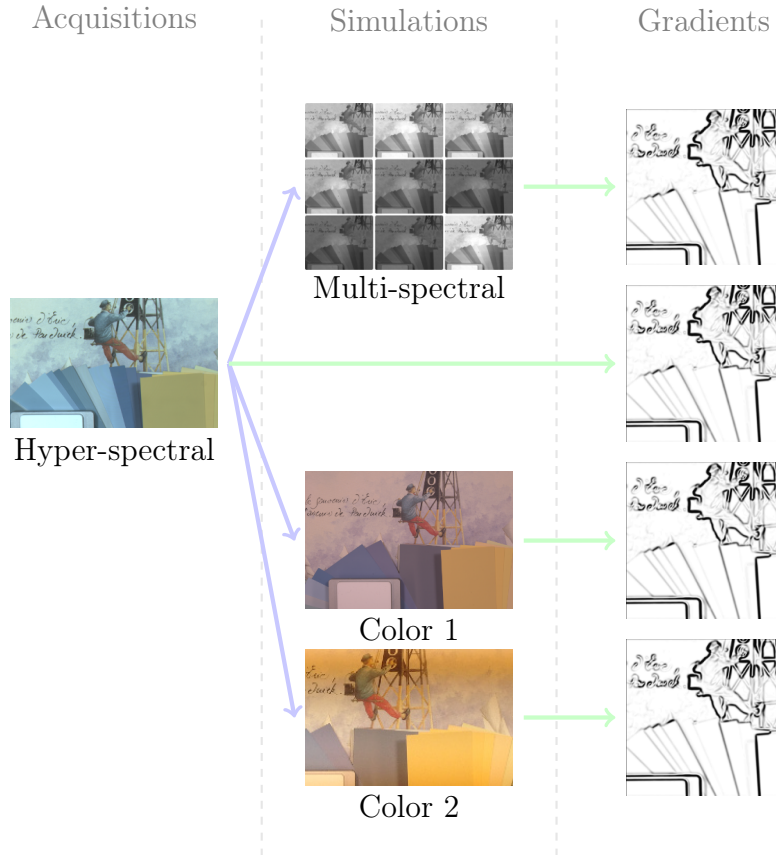 Acquisitions
Simulations
Gradients
Multi-spectral
Hyper-spectral
Color 1
Color 2